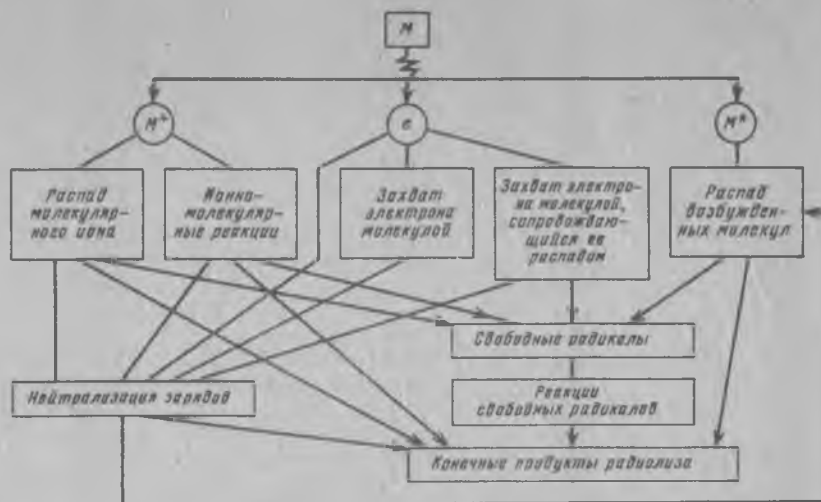 М
М⁺
е
М*
Распад
молекуляр-
ного иона
Ионно-
молекуляр-
ные реакции
Захват
электрона
молекулой
Захват электро-
на молекулой,
сопровождаю-
щийся ее
распадом
Распад
возбужден-
ных молекул
Свободные радикалы
Нейтрализация зарядов
Реакции
свободных радикалов
Конечные продукты радиолиза